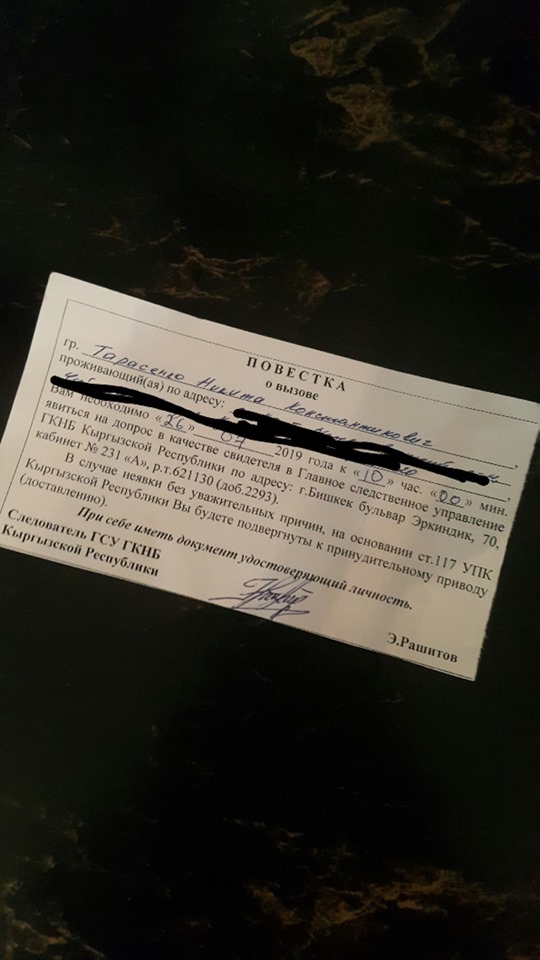 ПОВЕСТКА
о вызове
гр. Тарасенко Никита Константинович
проживающий(ая) по адресу:
Вам необходимо «26» 07 2019 года к «10» час. «00» мин.
явиться на допрос в качестве свидетеля в Главное следственное управление
ГКНБ Кыргызской Республики по адресу: г.Бишкек бульвар Эркиндик, 70,
кабинет № 231 «А», р.т.621130 (доб.2293).
В случае неявки без уважительных причин, на основании ст.117 УПК
Кыргызской Республики Вы будете подвергнуты к принудительному приводу
(доставлению).
При себе иметь документ удостоверяющий личность.
Следователь ГСУ ГКНБ
Кыргызской Республики
Э.Рашитов